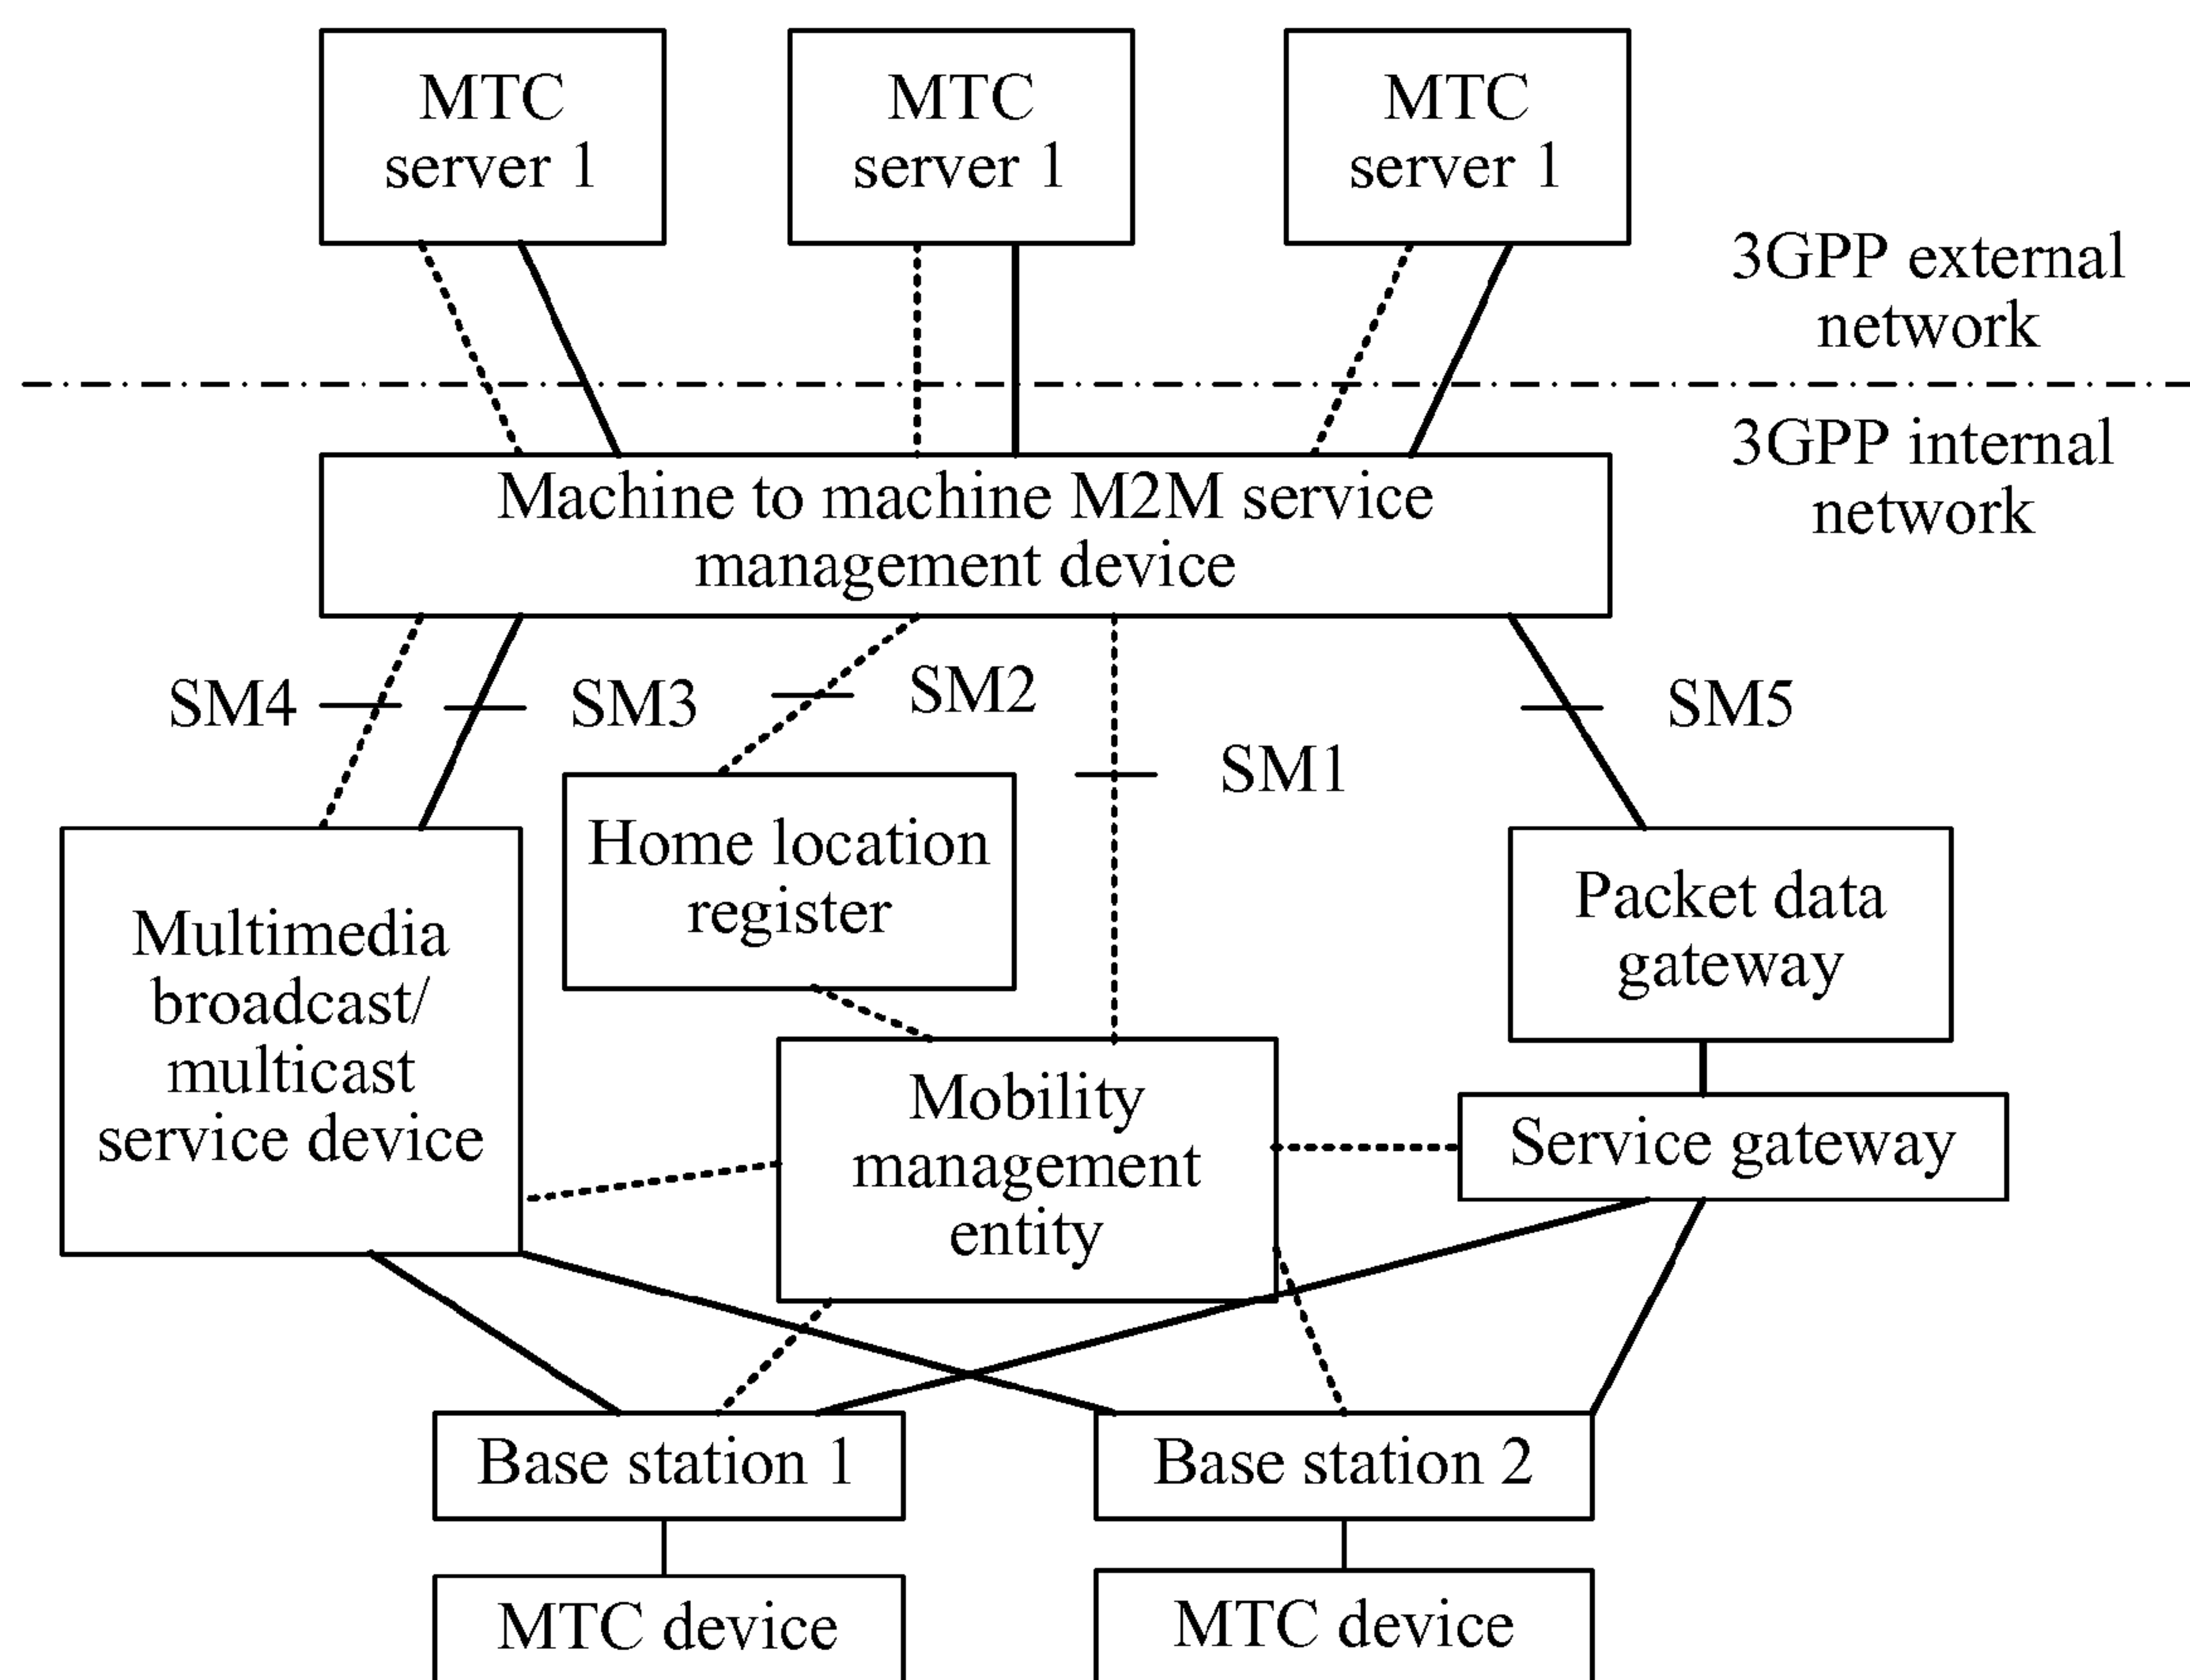 MTC
server 1
MTC
server 1
MTC
server 1
3GPP external
network
3GPP internal
network
Machine to machine M2M service
management device
SM4
SM3
SM2
SM1
SM5
Home location
register
Packet data
gateway
Multimedia
broadcast/
multicast
service device
Mobility
management
entity
Service gateway
Base station 1
Base station 2
MTC device
MTC device